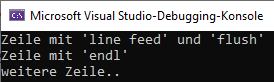 Microsoft Visual Studio-Debugging-Konsole
Zeile mit 'line feed' und 'flush'
Zeile mit 'endl'
weitere Zeile..